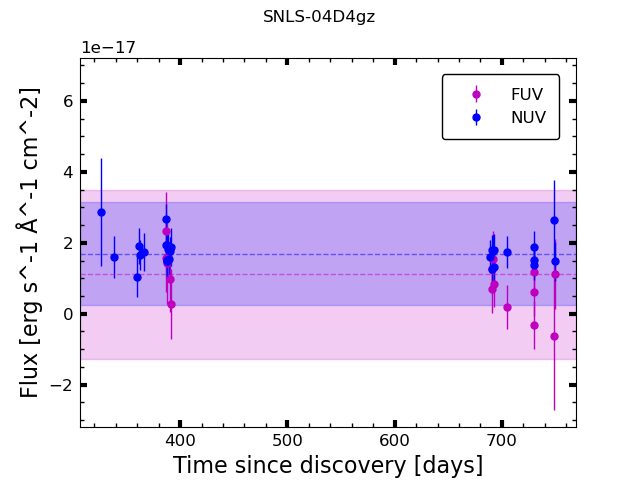 SNLS-04D4gz
1e−17
FUV
NUV
6
4
2
0
−2
400 500 600 700
Time since discovery [days]
Flux [erg s^-1 Å^-1 cm^-2]